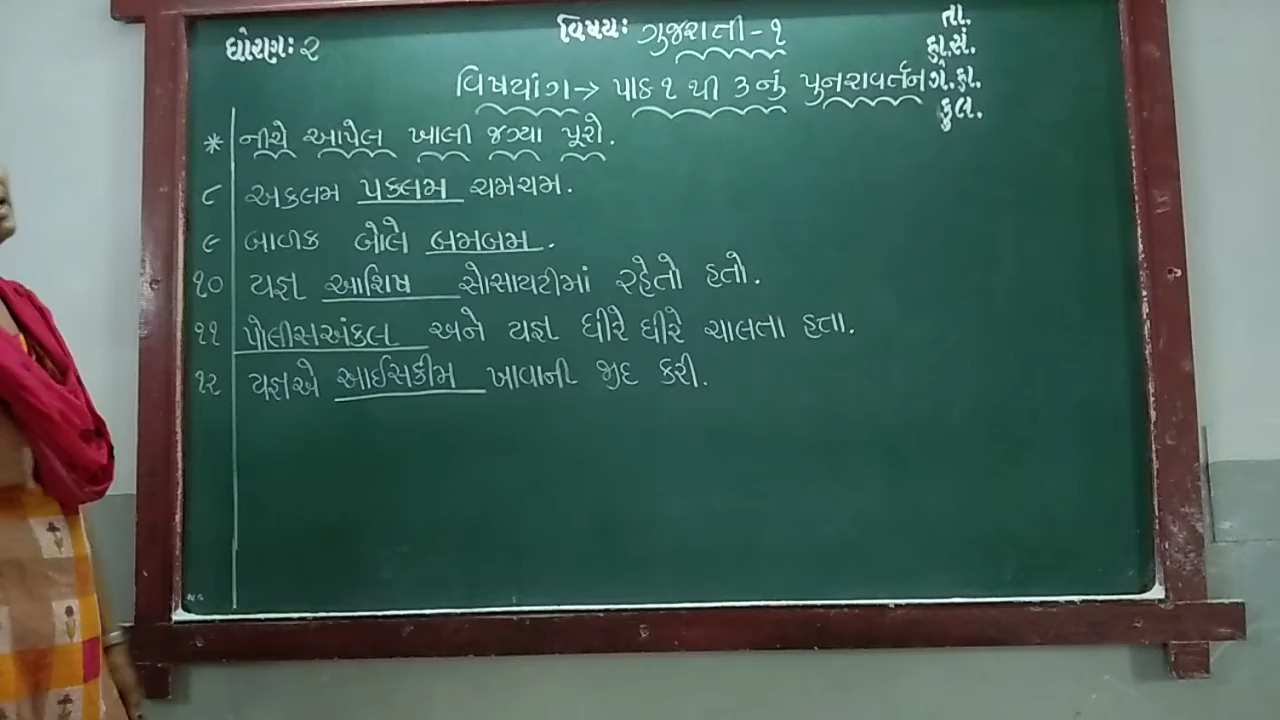 ધોરણઃ ૨
વિષયઃ ગુજરાતી - ૧
તા.
હા.સં.
ગે.હા.
કુલ.
વિષયાંગ → પાઠ ૧ થી ૩ નું પુનરાવર્તન
* નીચે આપેલ ખાલી જગ્યા પૂરો.
૮ અકલમ પકલમ ચમચમ.
૯ બાળક બોલે બમબમ.
૧૦ યજ્ઞ આશિષ સોસાયટીમાં રહેતો હતો.
૧૧ પોલીસઅંકલ અને યજ્ઞ ધીરે ધીરે ચાલતા હતા.
૧૨ યજ્ઞએ આઈસક્રીમ ખાવાની જીદ કરી.